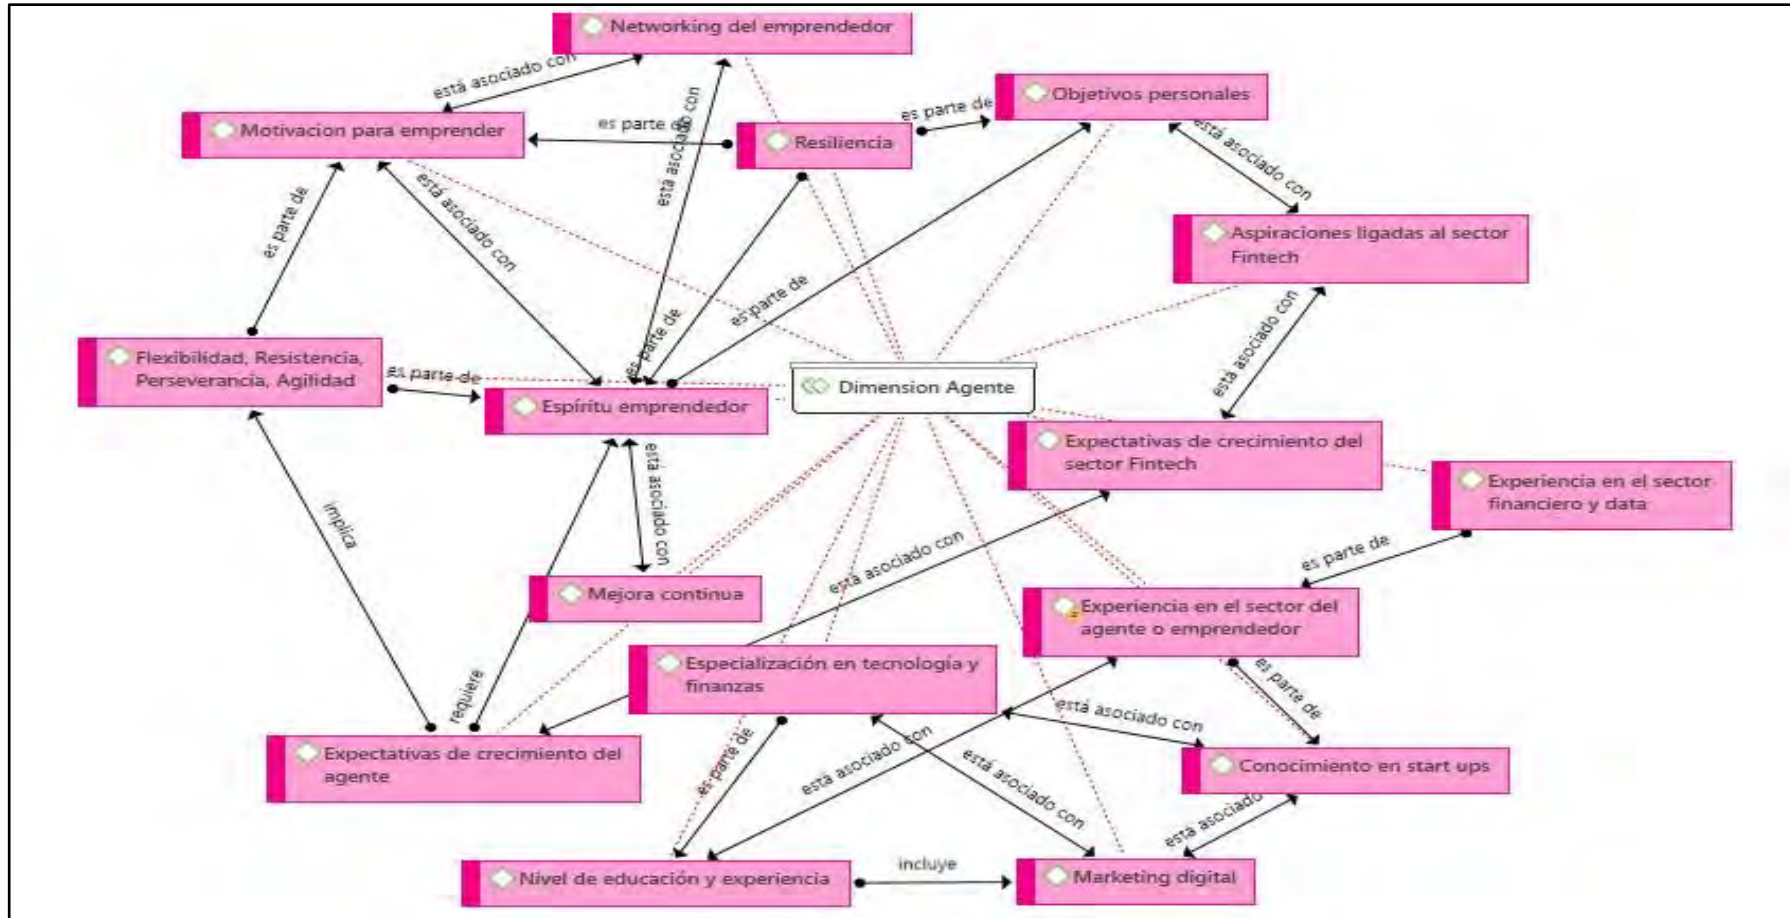 Networking del emprendedor
está asociado con
Objetivos personales
es parte de
Motivacion para emprender
es parte de
Resiliencia
está asociado con
está asociado con
está asociado con
es parte de
Aspiraciones ligadas al sector
Fintech
es parte de
está asociado con
es parte de
Flexibilidad, Resistencia,
Perseverancia, Agilidad
es parte de
Dimension Agente
Espíritu emprendedor
Expectativas de crecimiento del
sector Fintech
está asociado con
Experiencia en el sector
financiero y data
implica
está asociado con
es parte de
Mejora continua
Experiencia en el sector del
agente o emprendedor
Especialización en tecnología y
finanzas
requiere
es parte de
está asociado con
Expectativas de crecimiento del
agente
es parte de
está asociado con
está asociado con
Conocimiento en start ups
está asociado
Nivel de educación y experiencia
incluye
Marketing digital